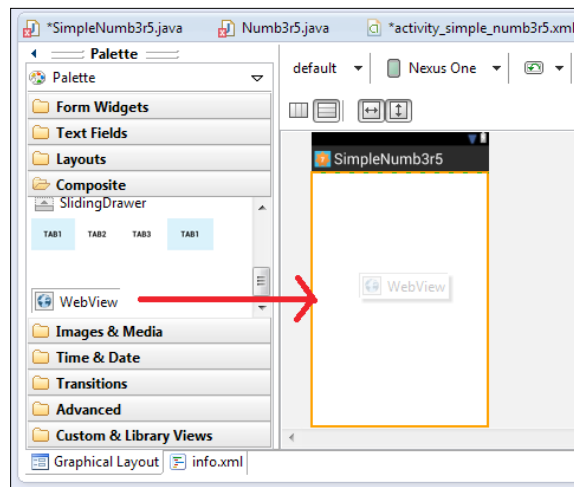 *SimpleNumb3r5.java
Numb3r5.java
*activity_simple_numb3r5.xml
Palette
Palette
default
Nexus One
Form Widgets
Text Fields
Layouts
Composite
SlidingDrawer
TAB1 TAB2 TAB3 TAB1
WebView
Images & Media
Time & Date
Transitions
Advanced
Custom & Library Views
SimpleNumb3r5
WebView
Graphical Layout
info.xml